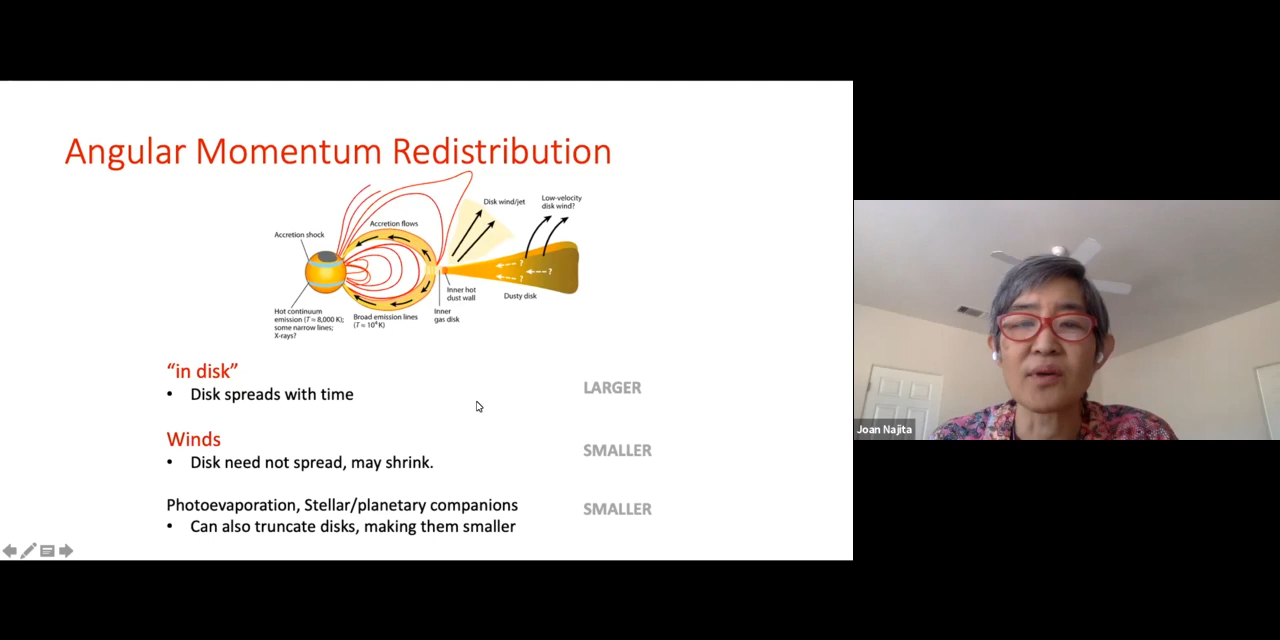 Angular Momentum Redistribution
Disk wind/jet
Low-velocity
disk wind?
Accretion flows
Accretion shock
?
?
?
Inner hot
dust wall
Dusty disk
Hot continuum
emission (T ≈ 8,000 K);
some narrow lines;
X-rays?
Broad emission lines
(T ≈ 10⁴ K)
Inner
gas disk
“in disk”
• Disk spreads with time
LARGER
Winds
• Disk need not spread, may shrink.
SMALLER
Photoevaporation, Stellar/planetary companions
• Can also truncate disks, making them smaller
SMALLER
Joan Najita